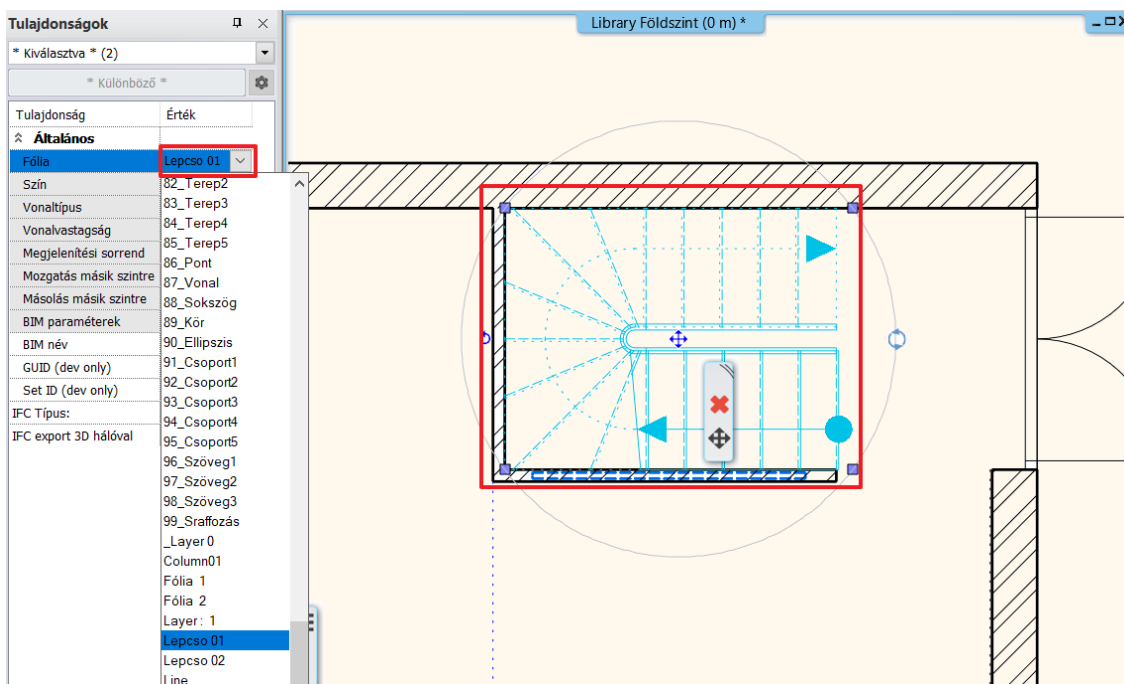 Tulajdonságok
Library Földszint (0 m) *
* Kiválasztva * (2)
* Különböző *
Tulajdonság Érték
Általános
Fólia Lepcso 01
Szín
Vonaltípus
Vonalvastagság
Megjelenítési sorrend
Mozgatás másik szintre
Másolás másik szintre
BIM paraméterek
BIM név
GUID (dev only)
Set ID (dev only)
IFC Típus:
IFC export 3D hálóval
82_Terep2
83_Terep3
84_Terep4
85_Terep5
86_Pont
87_Vonal
88_Sokszög
89_Kör
90_Ellipszis
91_Csoport1
92_Csoport2
93_Csoport3
94_Csoport4
95_Csoport5
96_Szöveg1
97_Szöveg2
98_Szöveg3
99_Sraffozás
_Layer 0
Column01
Fólia 1
Fólia 2
Layer: 1
Lepcso 01
Lepcso 02
Line